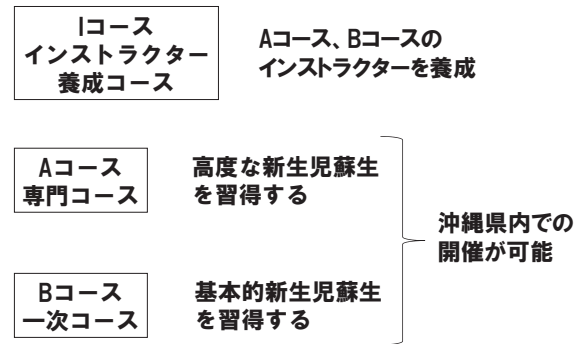 Iコース
インストラクター
養成コース
Aコース、Bコースの
インストラクターを養成
Aコース
専門コース
高度な新生児蘇生
を習得する
沖縄県内での
開催が可能
Bコース
一次コース
基本的新生児蘇生
を習得する